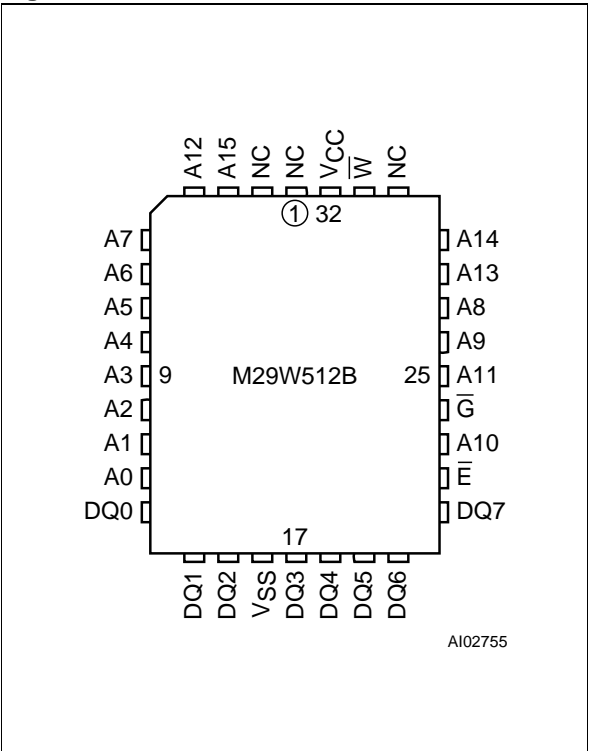 A12 A15 NC NC VCC W̅ NC
① 32
A7 A14
A6 A13
A5 A8
A4 A9
A3 9 M29W512B 25 A11
A2 G̅
A1 A10
A0 E̅
DQ0 DQ7
17
DQ1 DQ2 VSS DQ3 DQ4 DQ5 DQ6
AI02755